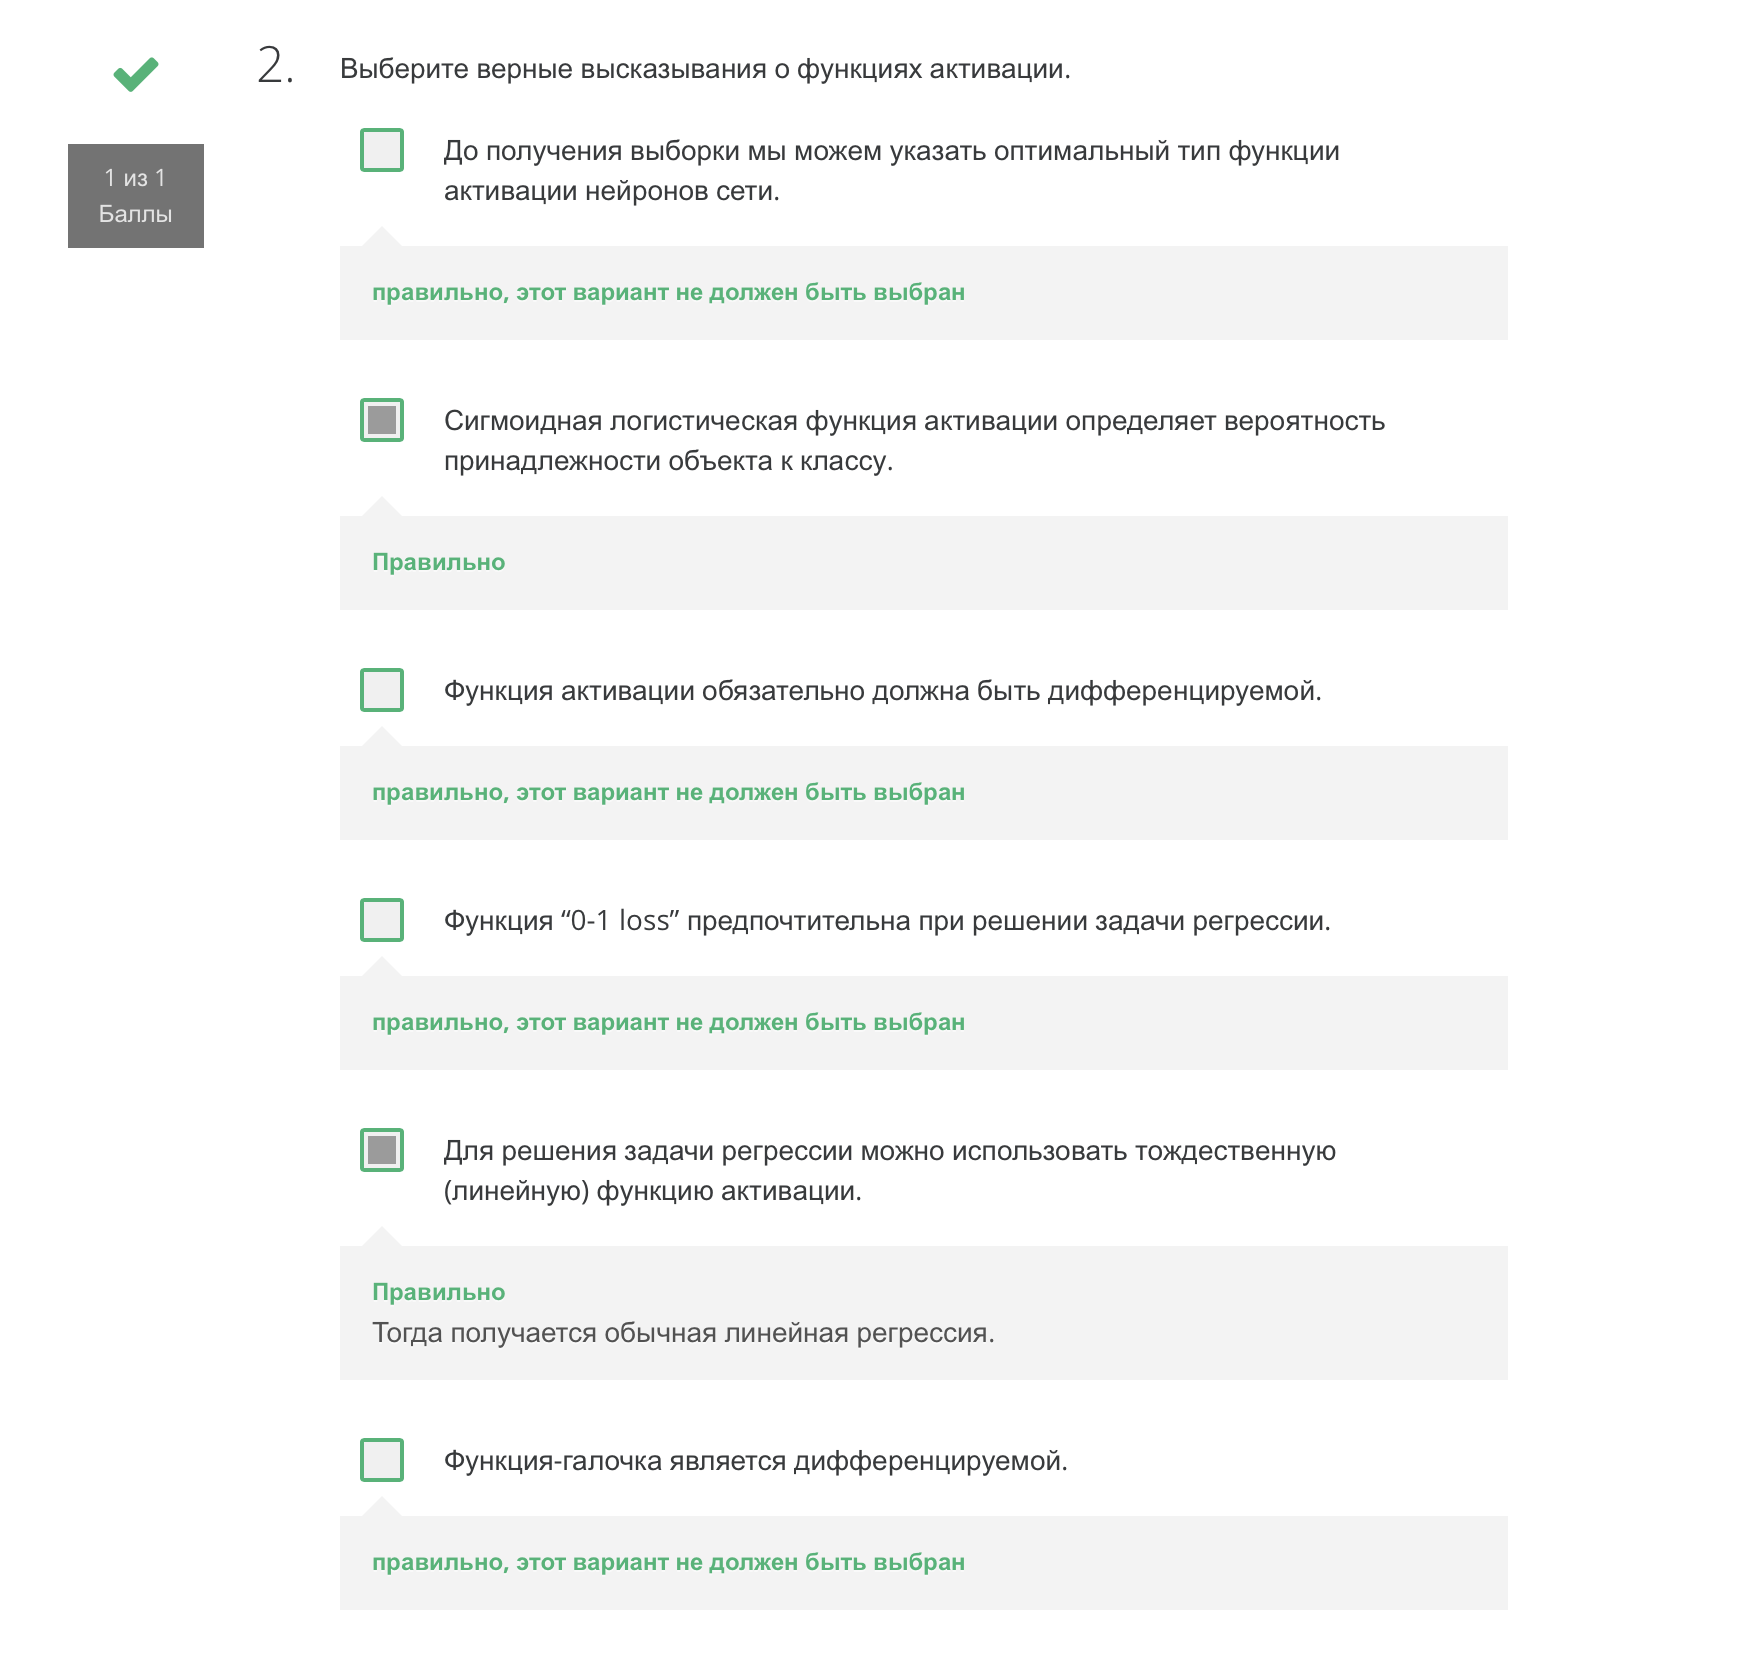 2.
Выберите верные высказывания о функциях активации.
1 из 1
Баллы
До получения выборки мы можем указать оптимальный тип функции
активации нейронов сети.
правильно, этот вариант не должен быть выбран
Сигмоидная логистическая функция активации определяет вероятность
принадлежности объекта к классу.
Правильно
Функция активации обязательно должна быть дифференцируемой.
правильно, этот вариант не должен быть выбран
Функция “0-1 loss” предпочтительна при решении задачи регрессии.
правильно, этот вариант не должен быть выбран
Для решения задачи регрессии можно использовать тождественную
(линейную) функцию активации.
Правильно
Тогда получается обычная линейная регрессия.
Функция-галочка является дифференцируемой.
правильно, этот вариант не должен быть выбран